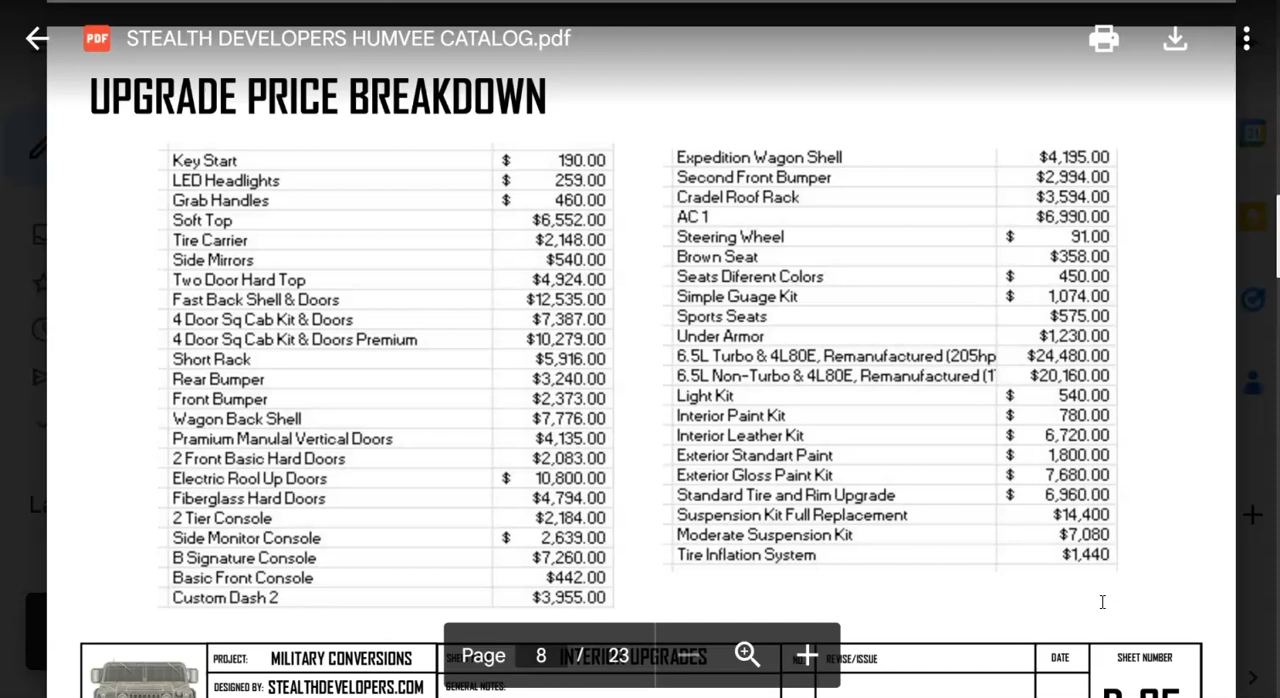 STEALTH DEVELOPERS HUMVEE CATALOG.pdf
PDF
UPGRADE PRICE BREAKDOWN
Key Start $ 190.00
LED Headlights $ 259.00
Grab Handles $ 460.00
Soft Top $6,552.00
Tire Carrier $2,148.00
Side Mirrors $540.00
Two Door Hard Top $4,924.00
Fast Back Shell & Doors $12,535.00
4 Door Sq Cab Kit & Doors $7,387.00
4 Door Sq Cab Kit & Doors Premium $10,279.00
Short Rack $5,916.00
Rear Bumper $3,240.00
Front Bumper $2,373.00
Wagon Back Shell $7,776.00
Pramium Manulal Vertical Doors $4,135.00
2 Front Basic Hard Doors $2,083.00
Electric Rool Up Doors $ 10,800.00
Fiberglass Hard Doors $4,794.00
2 Tier Console $2,184.00
Side Monitor Console $ 2,639.00
B Signature Console $7,260.00
Basic Front Console $442.00
Custom Dash 2 $3,955.00
Expedition Wagon Shell $4,195.00
Second Front Bumper $2,994.00
Cradel Roof Rack $3,594.00
AC 1 $6,990.00
Steering Wheel $ 91.00
Brown Seat $358.00
Seats Diferent Colors $ 450.00
Simple Guage Kit $ 1,074.00
Sports Seats $575.00
Under Armor $1,230.00
6.5L Turbo & 4L80E, Remanufactured (205hp $24,480.00
6.5L Non-Turbo & 4L80E, Remanufactured (1 $20,160.00
Light Kit $ 540.00
Interior Paint Kit $ 780.00
Interior Leather Kit $ 6,720.00
Exterior Standart Paint $ 1,800.00
Exterior Gloss Paint Kit $ 7,680.00
Standard Tire and Rim Upgrade $ 6,960.00
Suspension Kit Full Replacement $14,400
Moderate Suspension Kit $7,080
Tire Inflation System $1,440
Page 8 / 23
PROJECT: MILITARY CONVERSIONS
DESIGNED BY: STEALTHDEVELOPERS.COM
INTERIOR UPGRADES
GENERAL NOTES:
REVISE/ISSUE
DATE
SHEET NUMBER
31